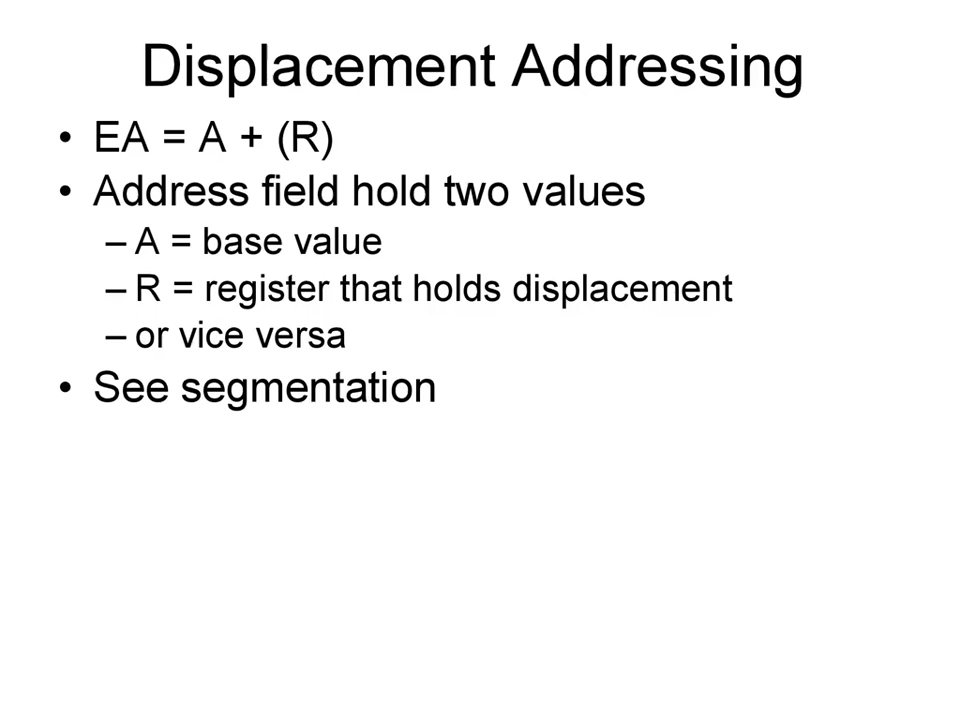 Displacement Addressing
• EA = A + (R)
• Address field hold two values
– A = base value
– R = register that holds displacement
– or vice versa
• See segmentation